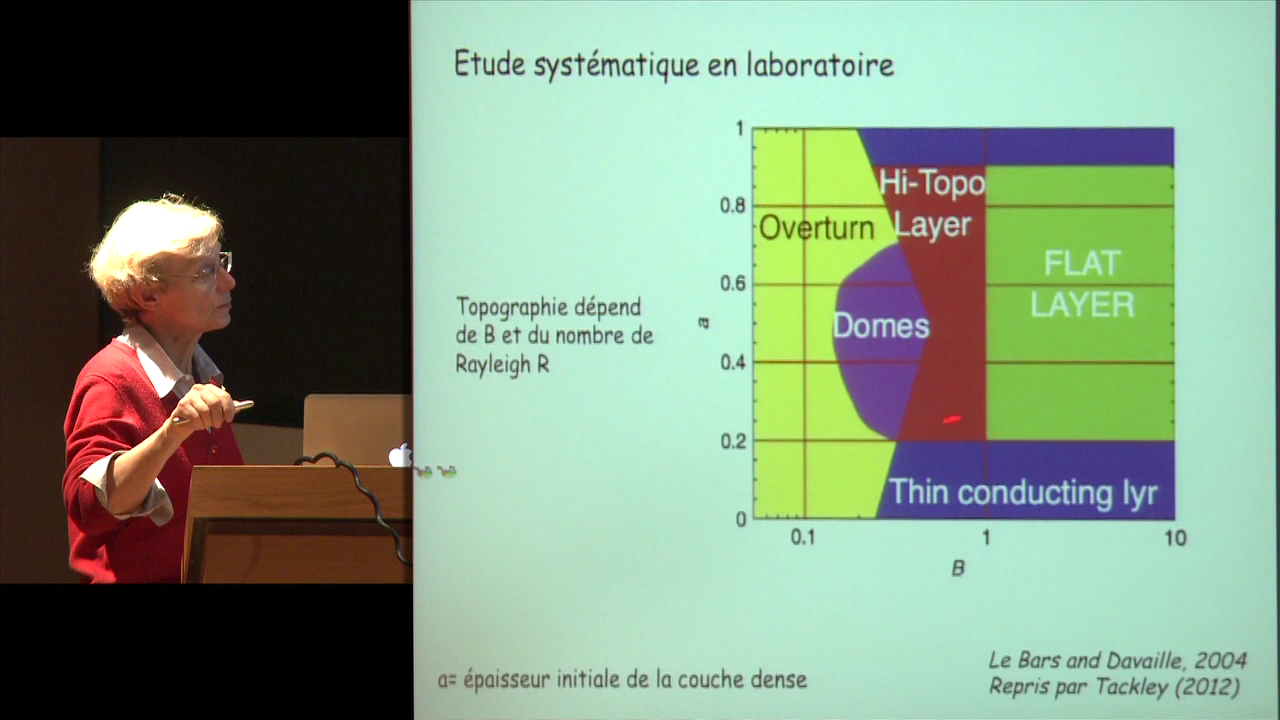 Etude systématique en laboratoire
Topographie dépend
de B et du nombre de
Rayleigh R
1
0.8
0.6
0.4
0.2
0
a
Hi-Topo
Layer
Overturn
FLAT
LAYER
Domes
Thin conducting lyr
0.1
1
10
B
a= épaisseur initiale de la couche dense
Le Bars and Davaille, 2004
Repris par Tackley (2012)